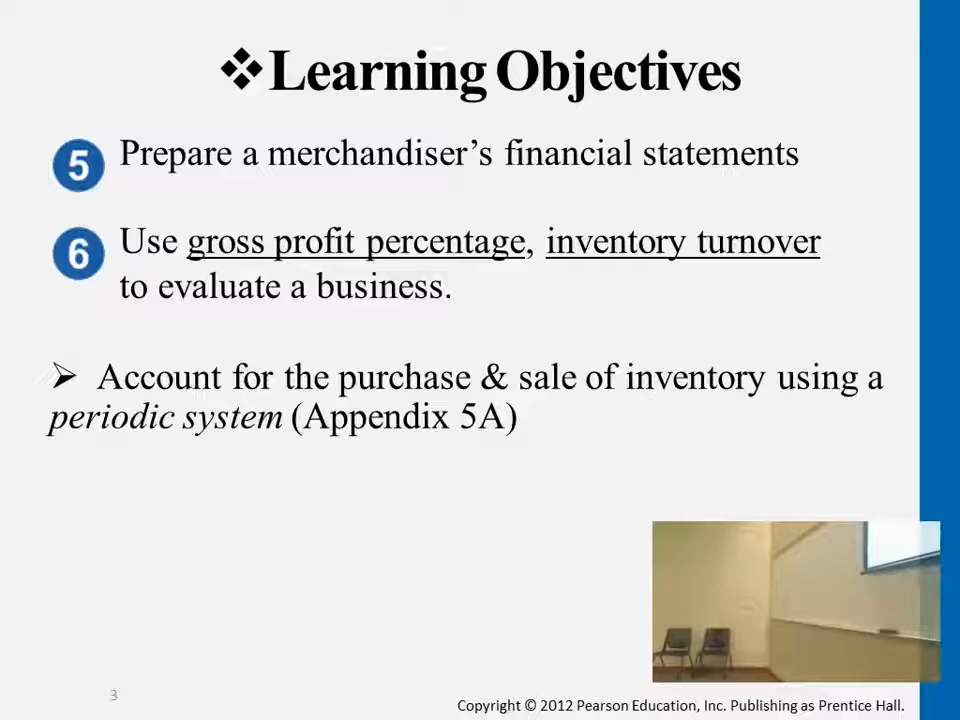 ❖Learning Objectives
5 Prepare a merchandiser’s financial statements
6 Use gross profit percentage, inventory turnover
to evaluate a business.
➢ Account for the purchase & sale of inventory using a
periodic system (Appendix 5A)
3
Copyright © 2012 Pearson Education, Inc. Publishing as Prentice Hall.